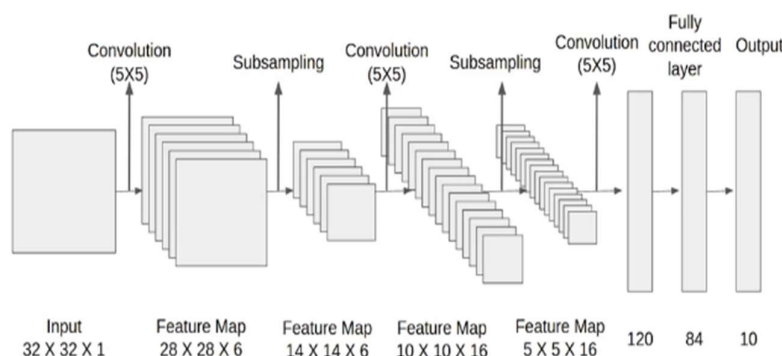 Convolution
(5X5)
Subsampling
Convolution
(5X5)
Subsampling
Convolution
(5X5)
Fully
connected
layer
Output
Input
32 X 32 X 1
Feature Map
28 X 28 X 6
Feature Map
14 X 14 X 6
Feature Map
10 X 10 X 16
Feature Map
5 X 5 X 16
120
84
10